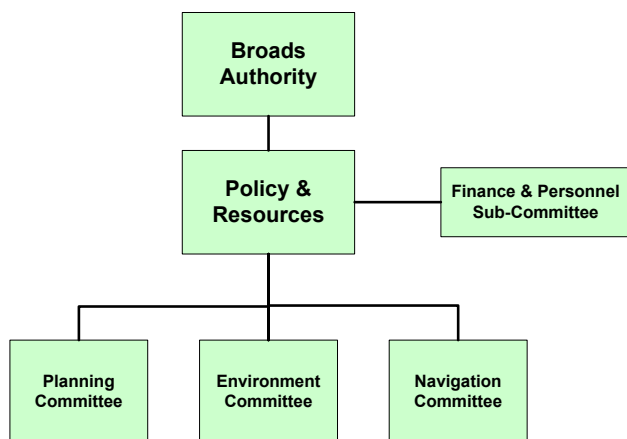 Broads
Authority
Policy &
Resources
Finance & Personnel
Sub-Committee
Planning
Committee
Environment
Committee
Navigation
Committee